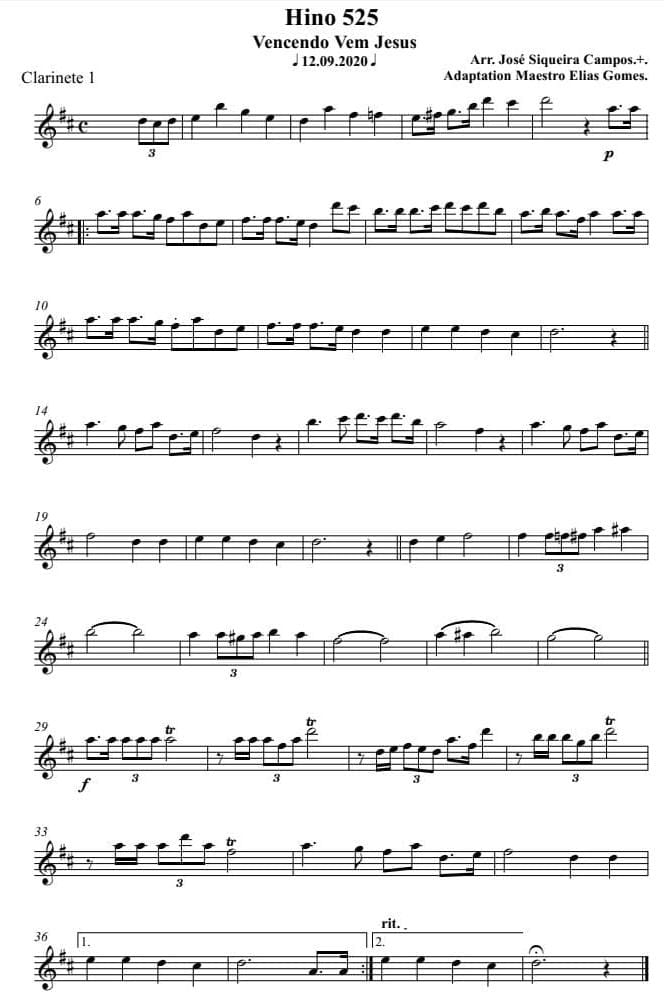 Hino 525
Vencendo Vem Jesus
♩12.09.2020♩
Arr. José Siqueira Campos.+.
Clarinete 1
Adaptation Maestro Elias Gomes.
3
p
6
10
14
19
3
24
3
29
tr
tr
tr
f
3
3
3
3
33
tr
3
rit. -
36
1.
2.